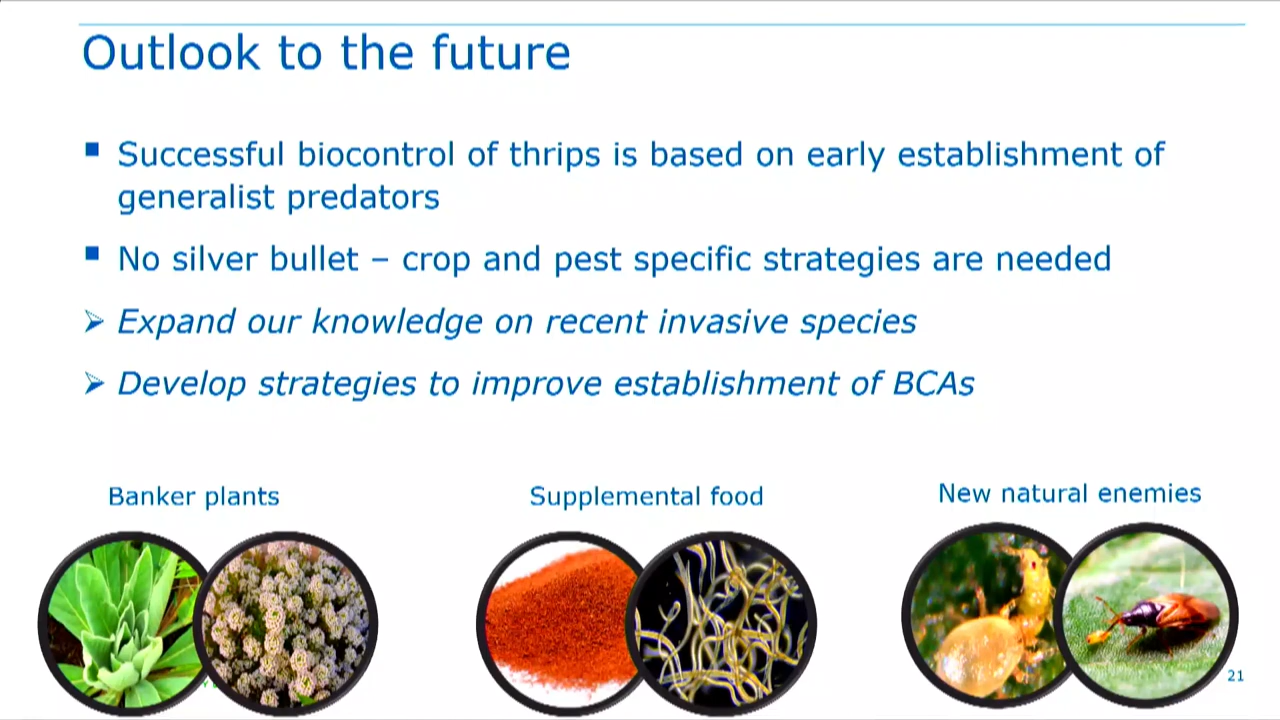 Outlook to the future
Successful biocontrol of thrips is based on early establishment of
generalist predators
No silver bullet – crop and pest specific strategies are needed
Expand our knowledge on recent invasive species
Develop strategies to improve establishment of BCAs
Banker plants
Supplemental food
New natural enemies
21